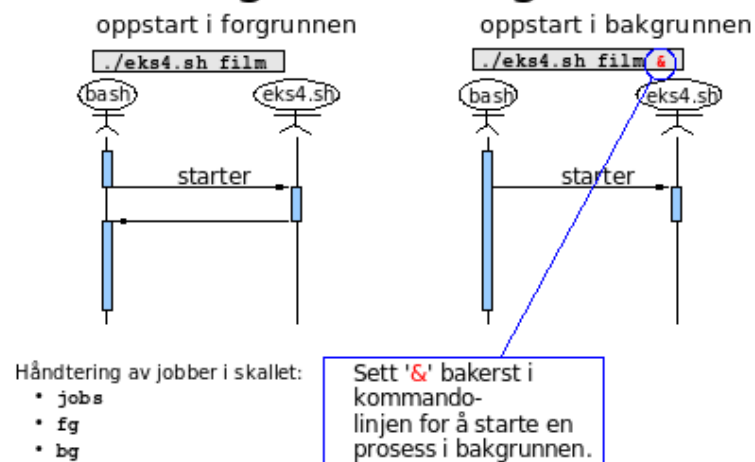 oppstart i forgrunnen
./eks4.sh film
bash
eks4.sh
starter
oppstart i bakgrunnen
./eks4.sh film &
bash
eks4.sh
starter
Håndtering av jobber i skallet:
• jobs
• fg
• bg
Sett '&' bakerst i
kommando-
linjen for å starte en
prosess i bakgrunnen.